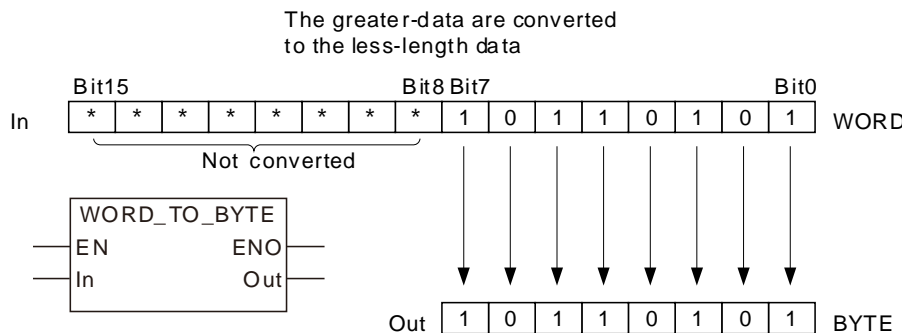 The greater-data are converted
to the less-length data
Bit15 Bit8 Bit7 Bit0
In * * * * * * * * 1 0 1 1 0 1 0 1 WORD
Not converted
WORD_TO_BYTE
EN ENO
In Out
Out 1 0 1 1 0 1 0 1 BYTE